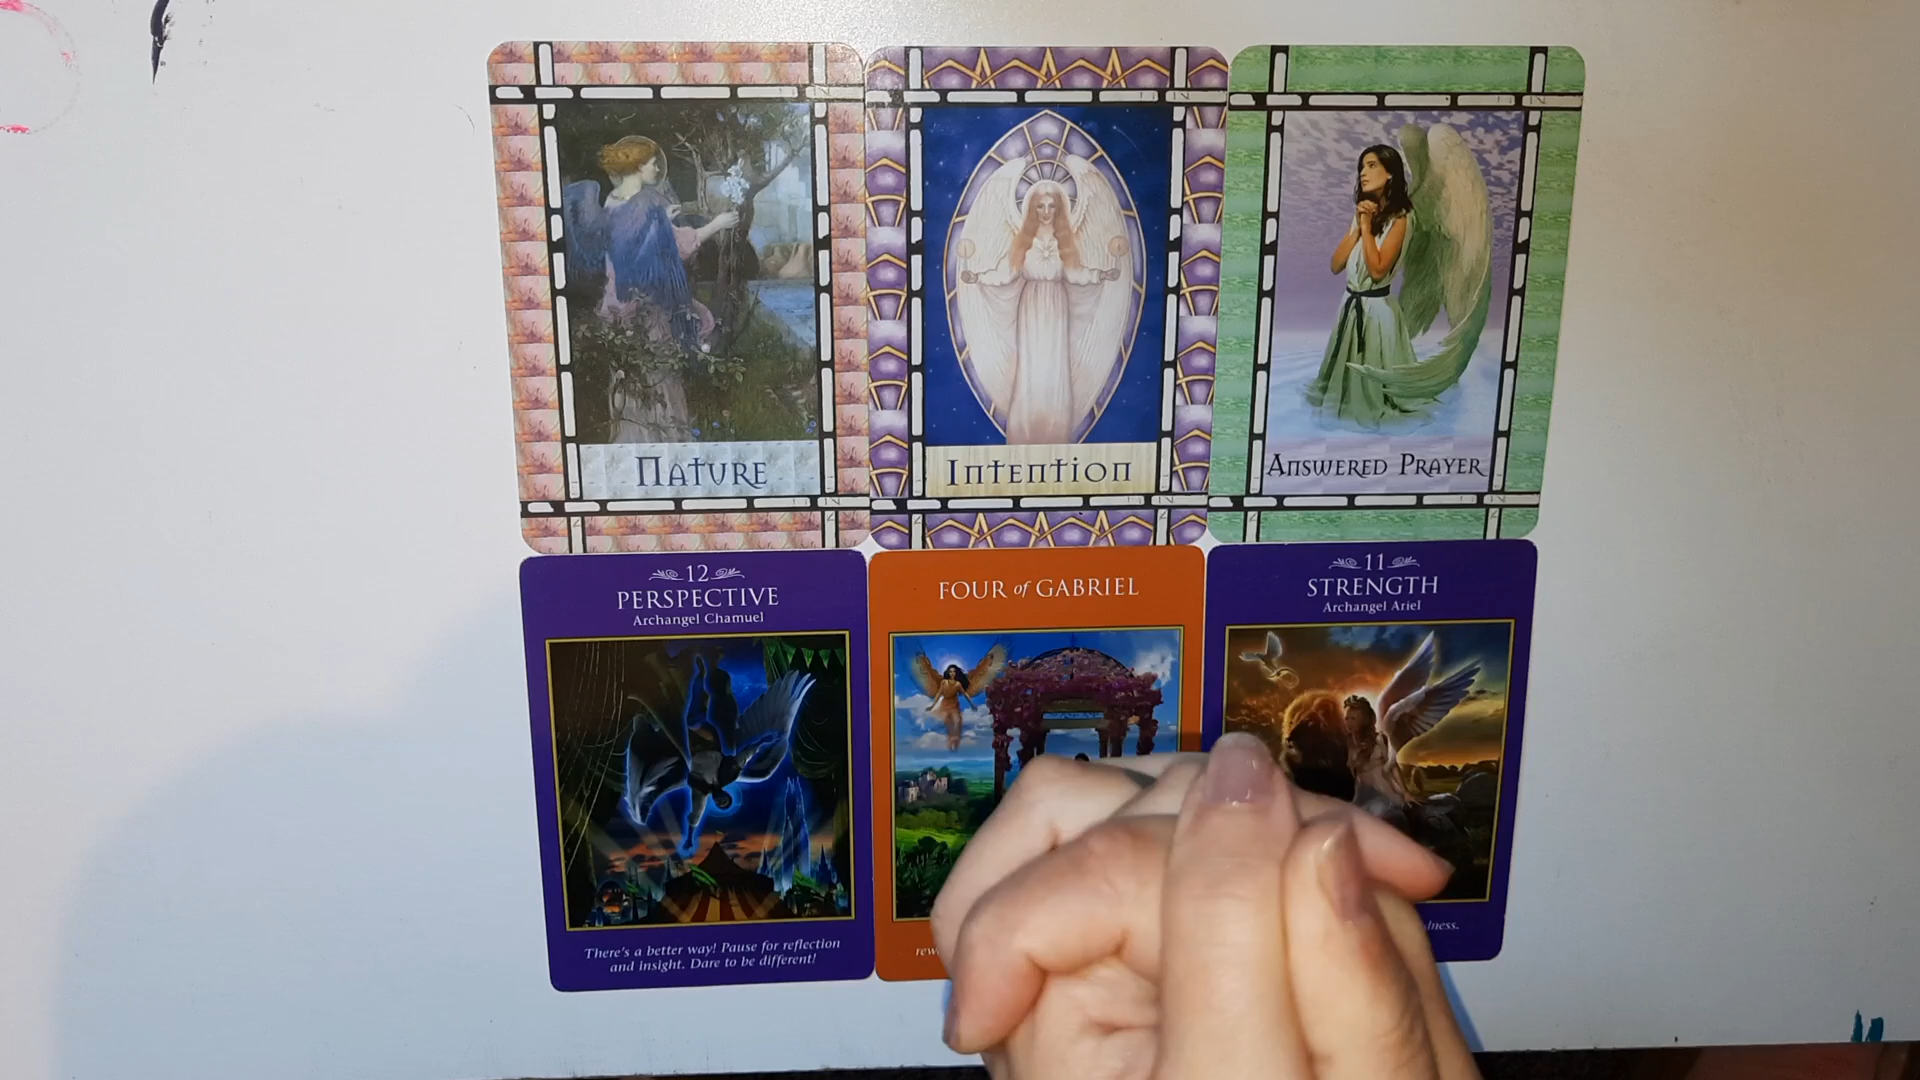 NATURE
INTENTION
ANSWERED PRAYER
12
PERSPECTIVE
Archangel Chamuel
There's a better way! Pause for reflection
and insight. Dare to be different!
FOUR of GABRIEL
11
STRENGTH
Archangel Ariel